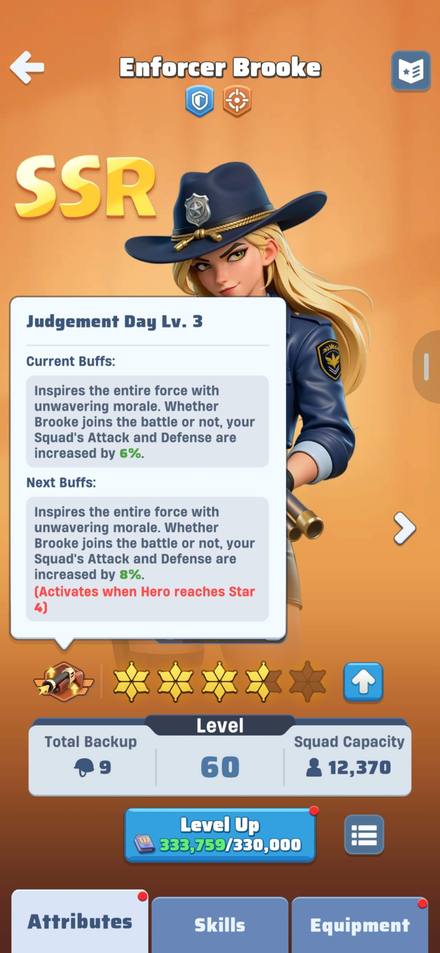 Enforcer Brooke
SSR
Judgement Day Lv. 3
Current Buffs:
Inspires the entire force with
unwavering morale. Whether
Brooke joins the battle or not, your
Squad's Attack and Defense are
increased by 6%.
Next Buffs:
Inspires the entire force with
unwavering morale. Whether
Brooke joins the battle or not, your
Squad's Attack and Defense are
increased by 8%.
(Activates when Hero reaches Star
4)
Level
Total Backup
9
60
Squad Capacity
12,370
Level Up
333,759/330,000
Attributes
Skills
Equipment